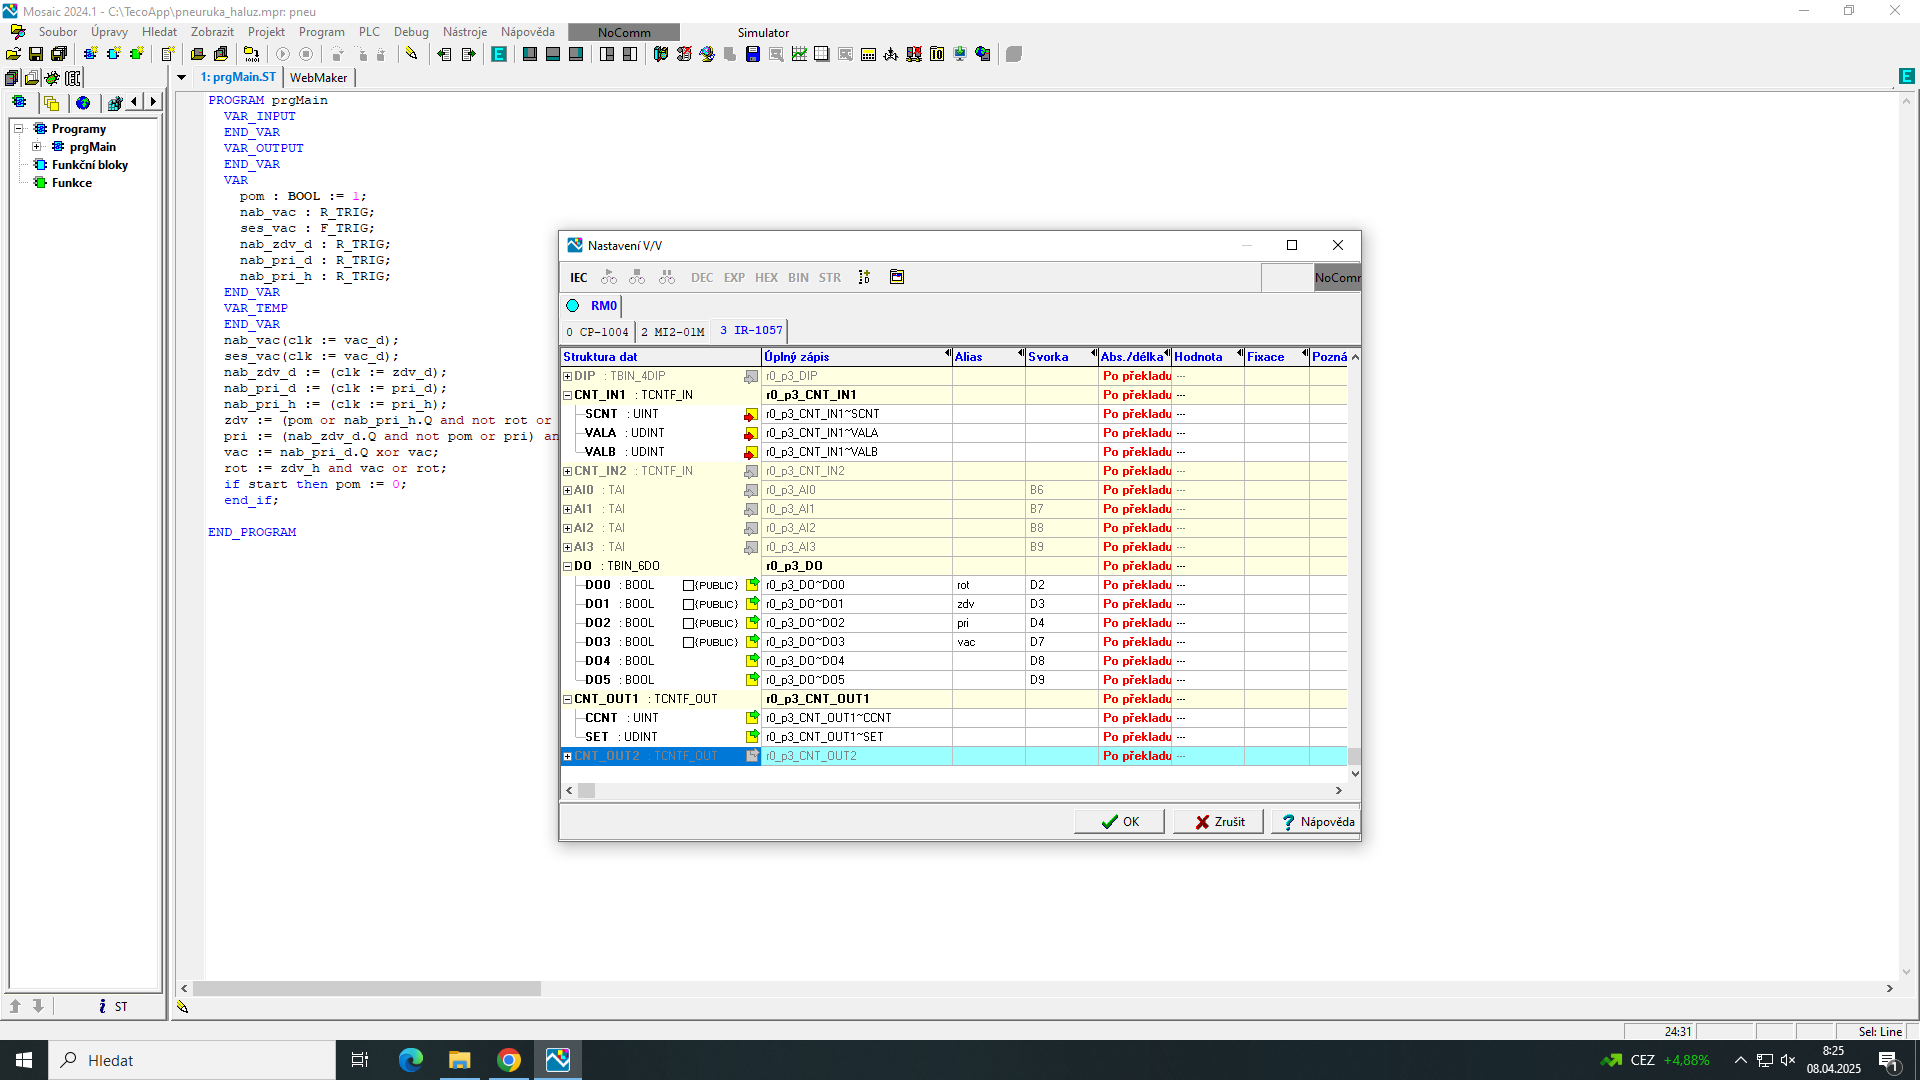 Mosaic 2024.1 - C:\TecoApp\pneuruka_haluz.mpr: pneu
Soubor Úpravy Hledat Zobrazit Projekt Program PLC Debug Nástroje Nápověda NoComm Simulator
1: prgMain.ST WebMaker
Programy
prgMain
Funkční bloky
Funkce
PROGRAM prgMain
VAR_INPUT
END_VAR
VAR_OUTPUT
END_VAR
VAR
pom : BOOL := 1;
nab_vac : R_TRIG;
ses_vac : F_TRIG;
nab_zdv_d : R_TRIG;
nab_pri_d : R_TRIG;
nab_pri_h : R_TRIG;
END_VAR
VAR_TEMP
END_VAR
nab_vac(clk := vac_d);
ses_vac(clk := vac_d);
nab_zdv_d := (clk := zdv_d);
nab_pri_d := (clk := pri_d);
nab_pri_h := (clk := pri_h);
zdv := (pom or nab_pri_h.Q and not rot or
pri := (nab_zdv_d.Q and not pom or pri) an
vac := nab_pri_d.Q xor vac;
rot := zdv_h and vac or rot;
if start then pom := 0;
end_if;
END_PROGRAM
Nastavení V/V
IEC DEC EXP HEX BIN STR NoComm
RM0
0 CP-1004 2 MI2-01M 3 IR-1057
Struktura dat Úplný zápis Alias Svorka Abs./délka Hodnota Fixace Pozná
DIP : TBIN_4DIP r0_p3_DIP Po překladu ---
CNT_IN1 : TCNTF_IN r0_p3_CNT_IN1 Po překladu
SCNT : UINT r0_p3_CNT_IN1~SCNT Po překladu ---
VALA : UDINT r0_p3_CNT_IN1~VALA Po překladu ---
VALB : UDINT r0_p3_CNT_IN1~VALB Po překladu ---
CNT_IN2 : TCNTF_IN r0_p3_CNT_IN2 Po překladu ---
AI0 : TAI r0_p3_AI0 B6 Po překladu ---
AI1 : TAI r0_p3_AI1 B7 Po překladu ---
AI2 : TAI r0_p3_AI2 B8 Po překladu ---
AI3 : TAI r0_p3_AI3 B9 Po překladu ---
DO : TBIN_6DO r0_p3_DO Po překladu
DO0 : BOOL {PUBLIC} r0_p3_DO~DO0 rot D2 Po překladu ---
DO1 : BOOL {PUBLIC} r0_p3_DO~DO1 zdv D3 Po překladu ---
DO2 : BOOL {PUBLIC} r0_p3_DO~DO2 pri D4 Po překladu ---
DO3 : BOOL {PUBLIC} r0_p3_DO~DO3 vac D7 Po překladu ---
DO4 : BOOL r0_p3_DO~DO4 D8 Po překladu ---
DO5 : BOOL r0_p3_DO~DO5 D9 Po překladu ---
CNT_OUT1 : TCNTF_OUT r0_p3_CNT_OUT1 Po překladu ---
CCNT : UINT r0_p3_CNT_OUT1~CCNT Po překladu ---
SET : UDINT r0_p3_CNT_OUT1~SET Po překladu ---
CNT_OUT2 : TCNTF_OUT r0_p3_CNT_OUT2 Po překladu ---
OK Zrušit Nápověda
i ST
24:31 Sel: Line
Hledat
CEZ +4,88%
8:25
08.04.2025
1